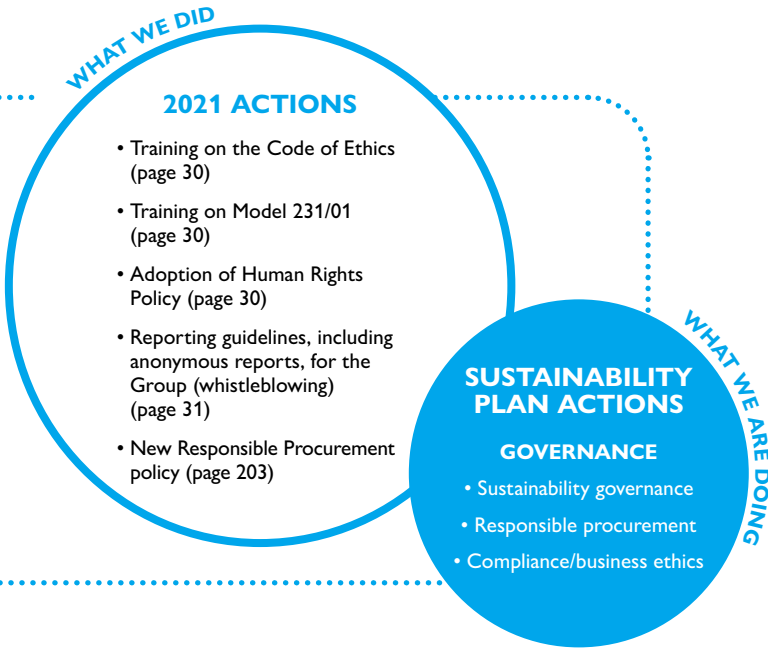 WHAT WE DID
2021 ACTIONS
• Training on the Code of Ethics
(page 30)
• Training on Model 231/01
(page 30)
• Adoption of Human Rights
Policy (page 30)
• Reporting guidelines, including
anonymous reports, for the
Group (whistleblowing)
(page 31)
• New Responsible Procurement
policy (page 203)
WHAT WE ARE DOING
SUSTAINABILITY
PLAN ACTIONS
GOVERNANCE
• Sustainability governance
• Responsible procurement
• Compliance/business ethics